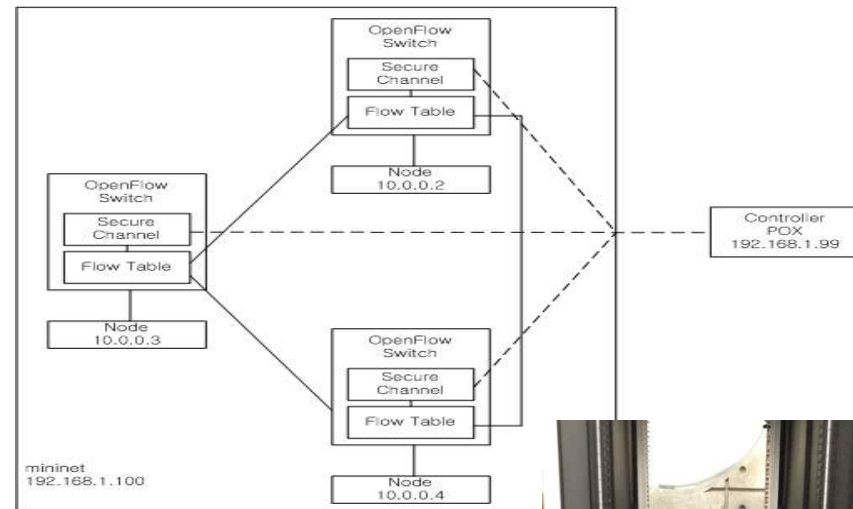 OpenFlow
Switch
Secure
Channel
Flow Table
Node
10.0.0.2
OpenFlow
Switch
Secure
Channel
Flow Table
Node
10.0.0.3
Controller
POX
192.168.1.99
OpenFlow
Switch
Secure
Channel
Flow Table
Node
10.0.0.4
mininet
192.168.1.100